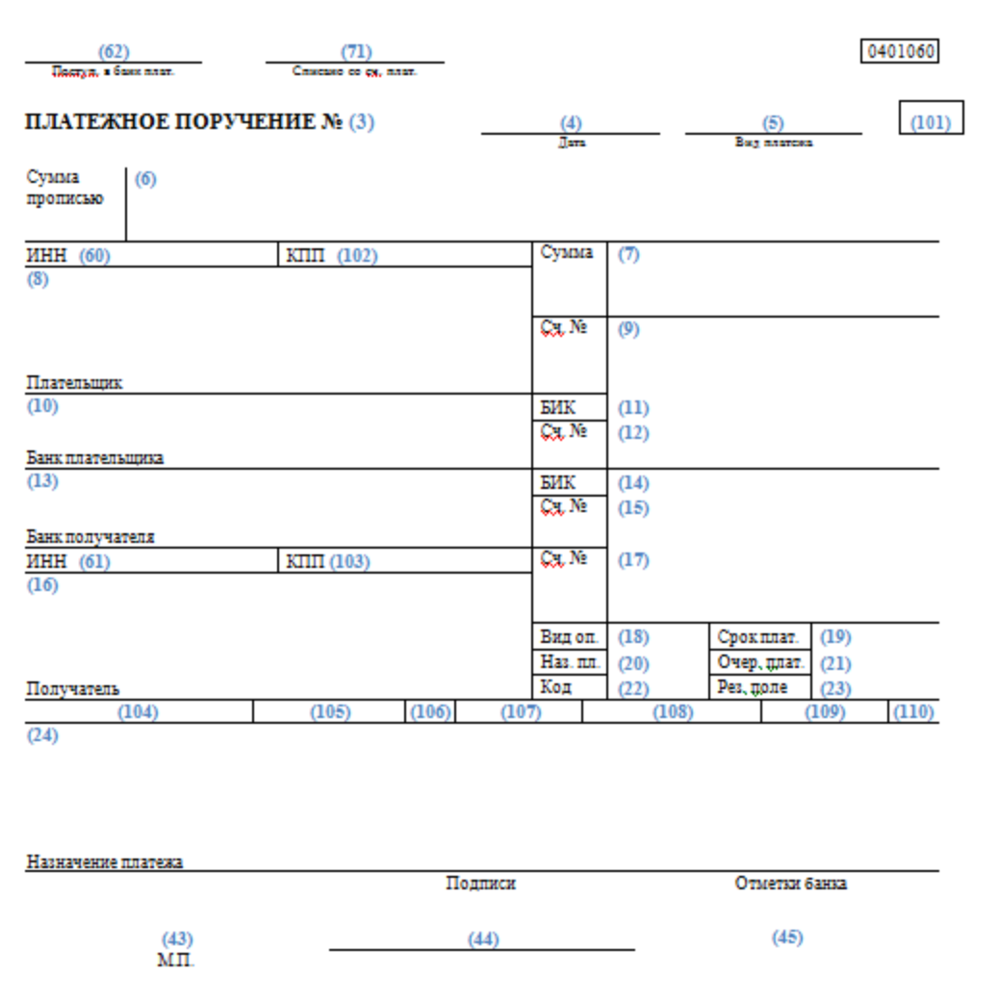 (62) (71) 0401060
Поступ. в банк плат. Списано со сч. плат.
ПЛАТЕЖНОЕ ПОРУЧЕНИЕ № (3) (4) (5) (101)
Дата Вид платежа
Сумма (6)
прописью
ИНН (60) КПП (102) Сумма (7)
(8)
Сч. № (9)
Плательщик
(10) БИК (11)
Сч. № (12)
Банк плательщика
(13) БИК (14)
Сч. № (15)
Банк получателя
ИНН (61) КПП (103) Сч. № (17)
(16)
Вид оп. (18) Срок плат. (19)
Наз. пл. (20) Очер. плат. (21)
Получатель Код (22) Рез. поле (23)
(104) (105) (106) (107) (108) (109) (110)
(24)
Назначение платежа
Подписи Отметки банка
(43) (44) (45)
М.П.